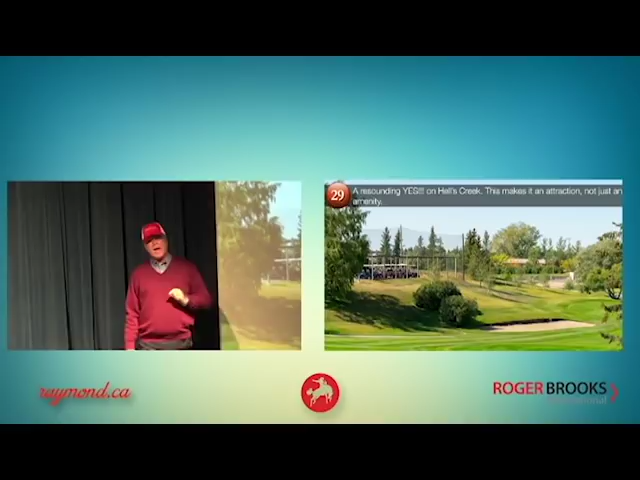 29
A resounding YES!!! on Hell's Creek. This makes it an attraction, not just an
amenity.
raymond.ca
ROGER BROOKS
International